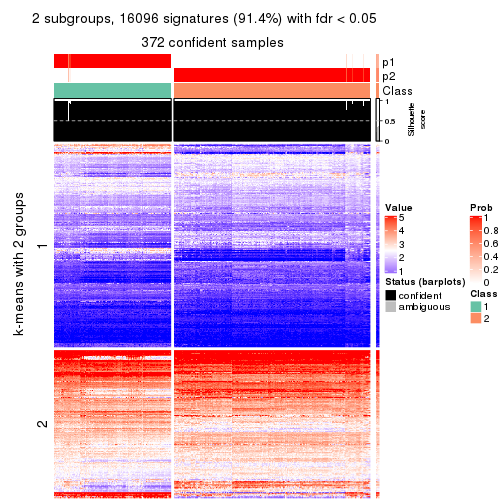 2 subgroups, 16096 signatures (91.4%) with fdr < 0.05
372 confident samples
p1
p2
Class
1
0.5
0
Silhouette
score
k-means with 2 groups
1
2
Value
5
4
3
2
1
Status (barplots)
confident
ambiguous
Prob
1
0.8
0.6
0.4
0.2
0
Class
1
2